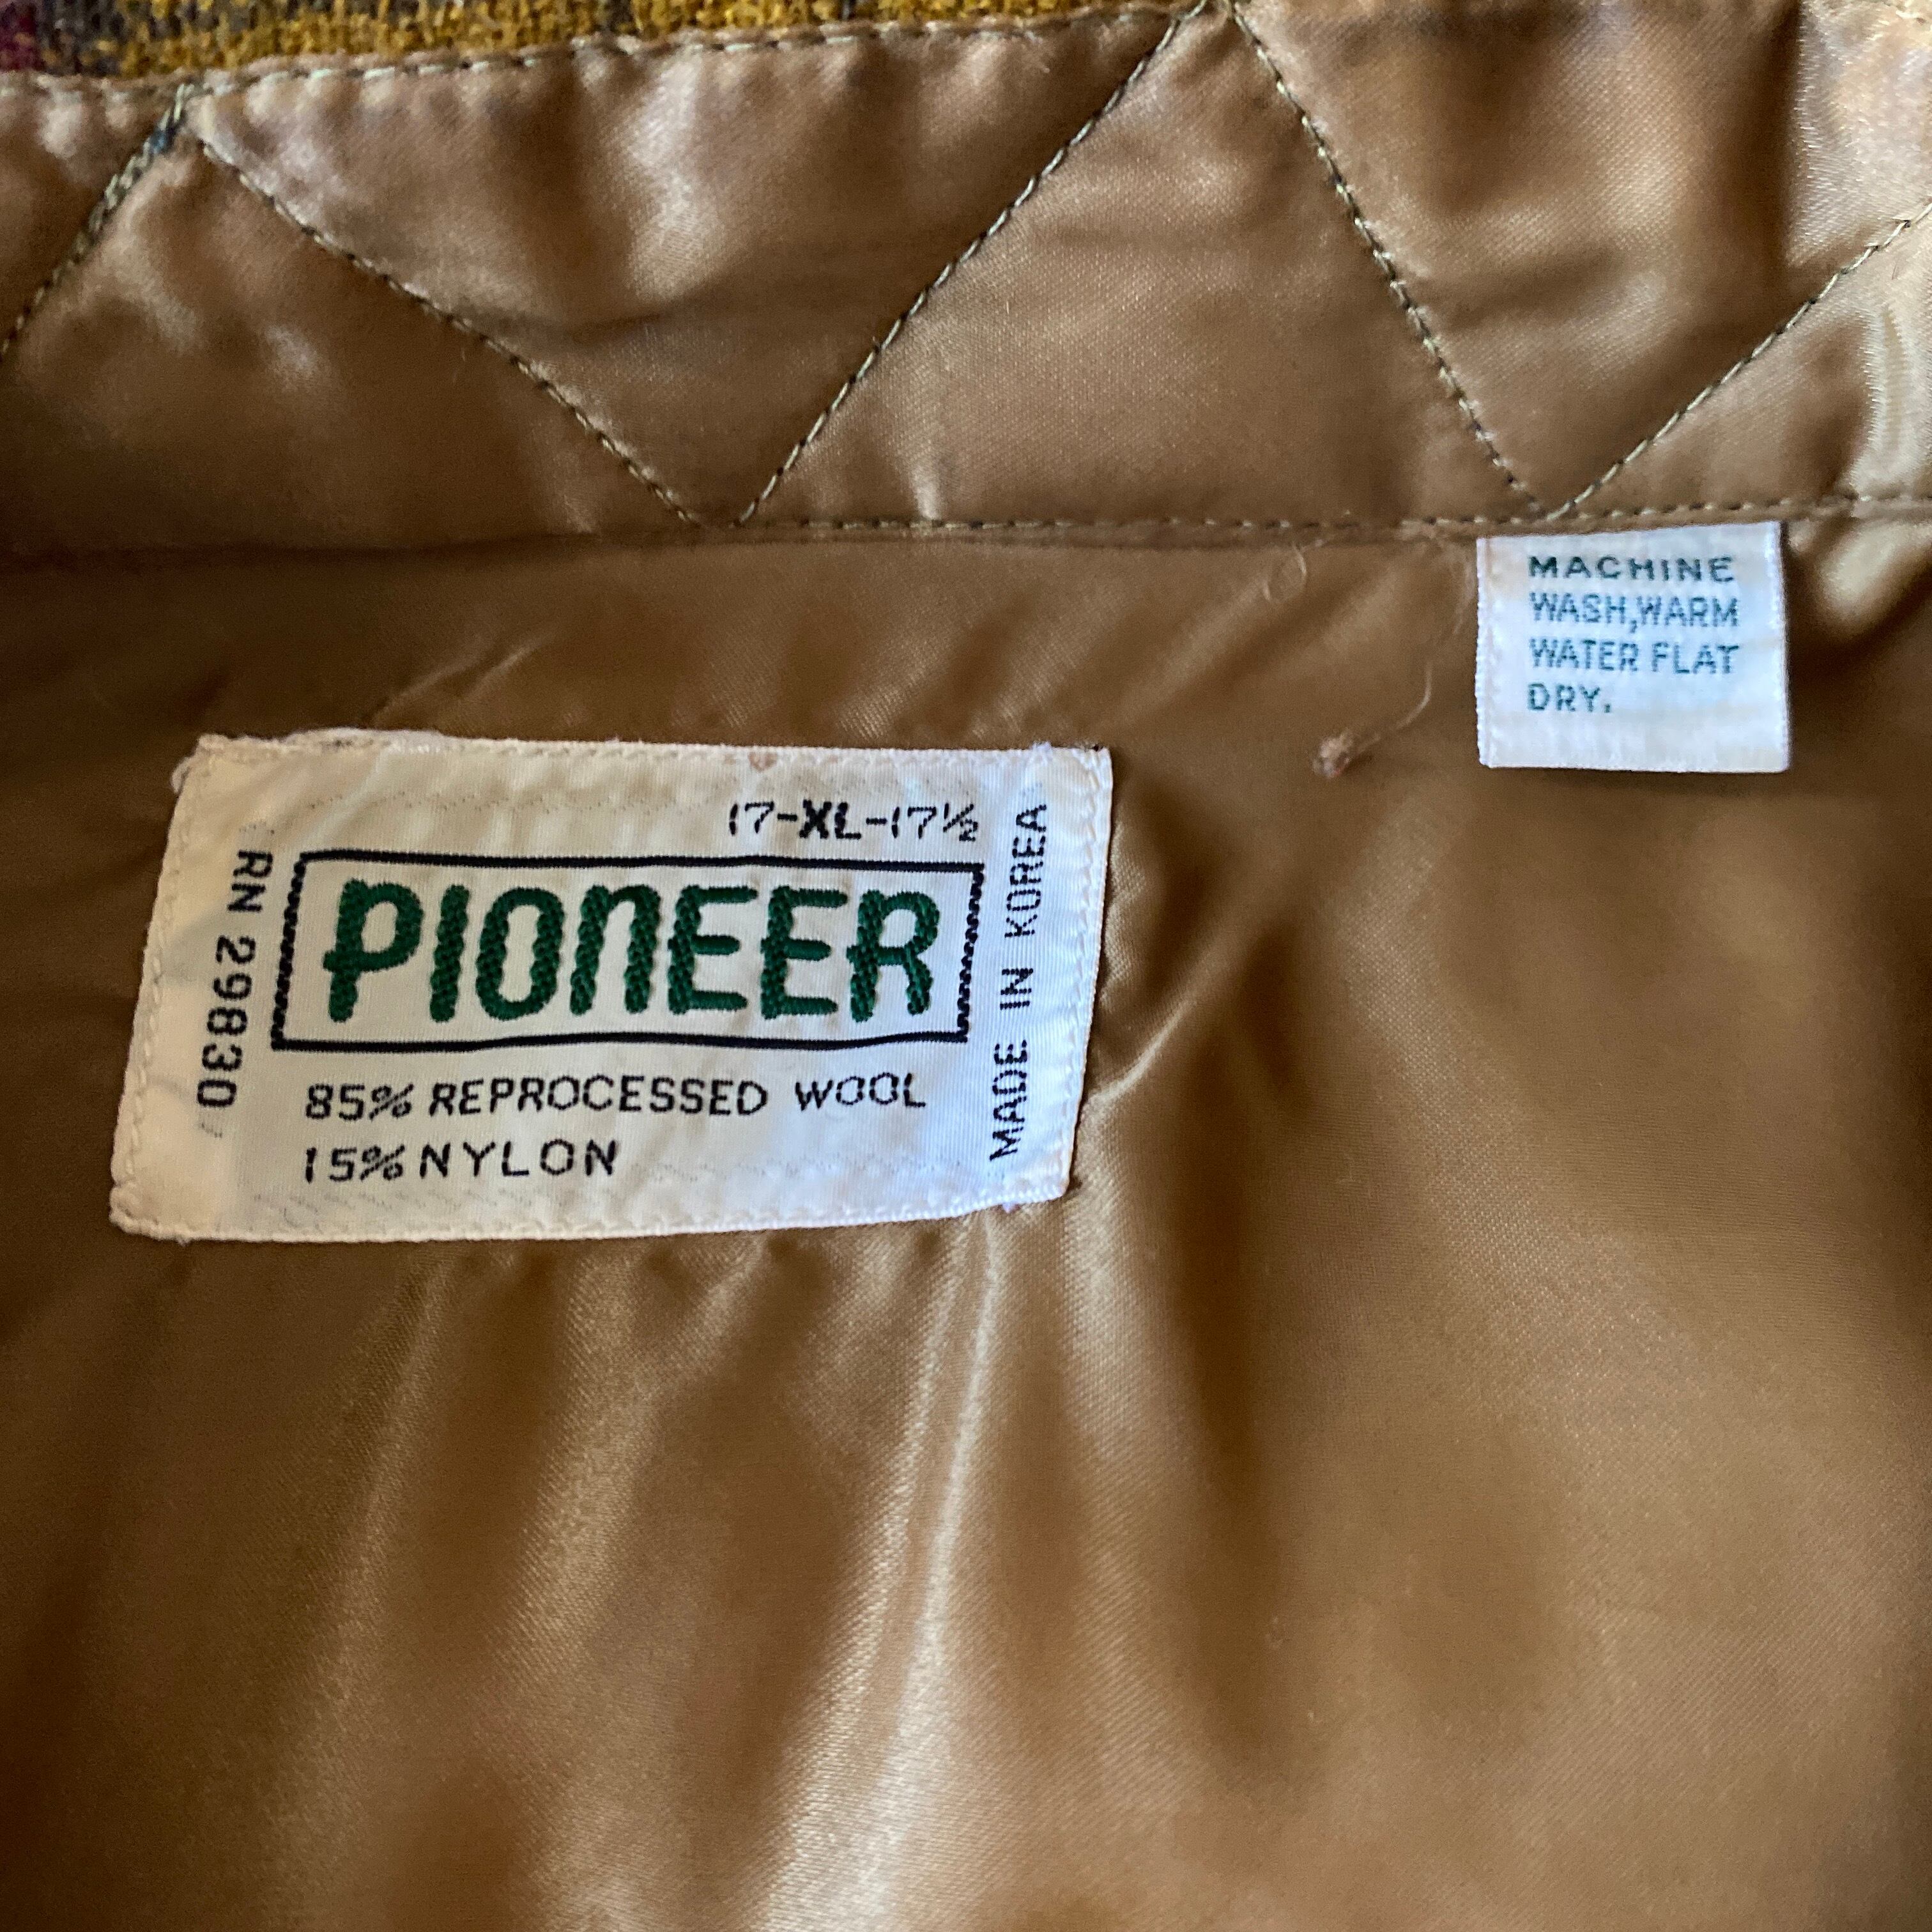 17-XL-17½
PIONEER
85% REPROCESSED WOOL
15% NYLON
RN 29830
MADE IN KOREA
MACHINE
WASH,WARM
WATER FLAT
DRY.